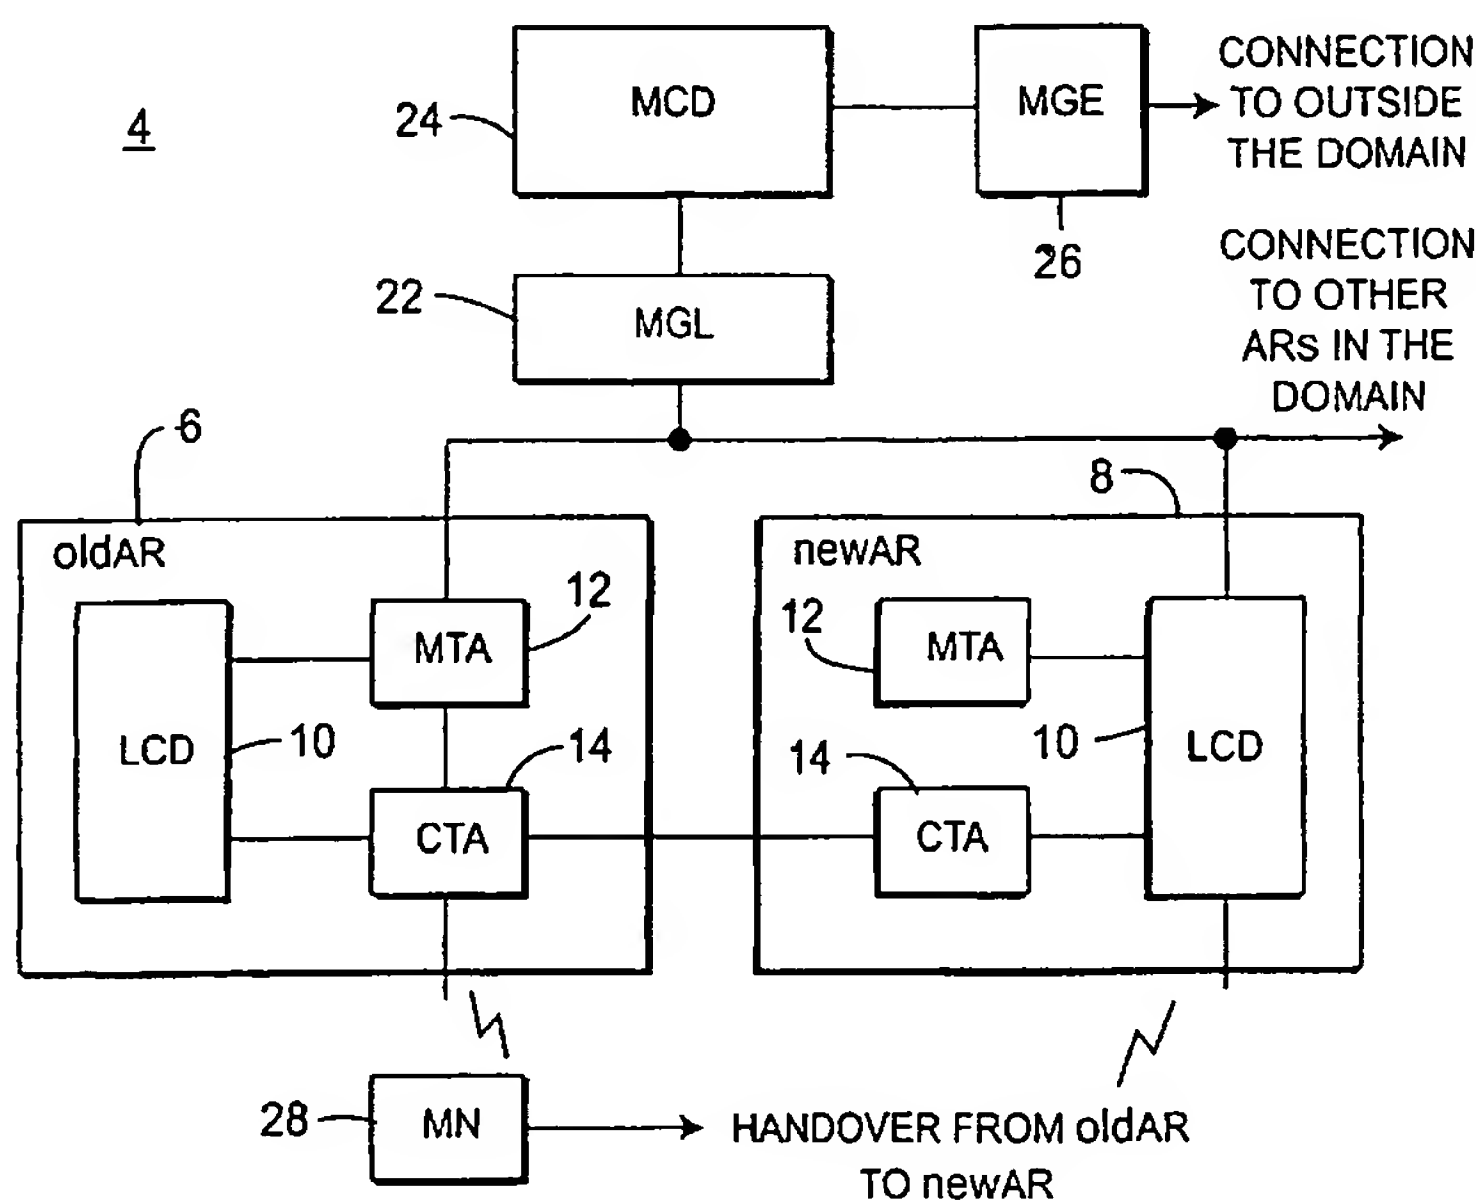 4
24
MCD
MGE
CONNECTION
TO OUTSIDE
THE DOMAIN
26
CONNECTION
TO OTHER
ARs IN THE
DOMAIN
22
MGL
6
8
oldAR
newAR
12
MTA
12
MTA
LCD
10
14
CTA
14
CTA
10
LCD
28
MN
HANDOVER FROM oldAR
TO newAR